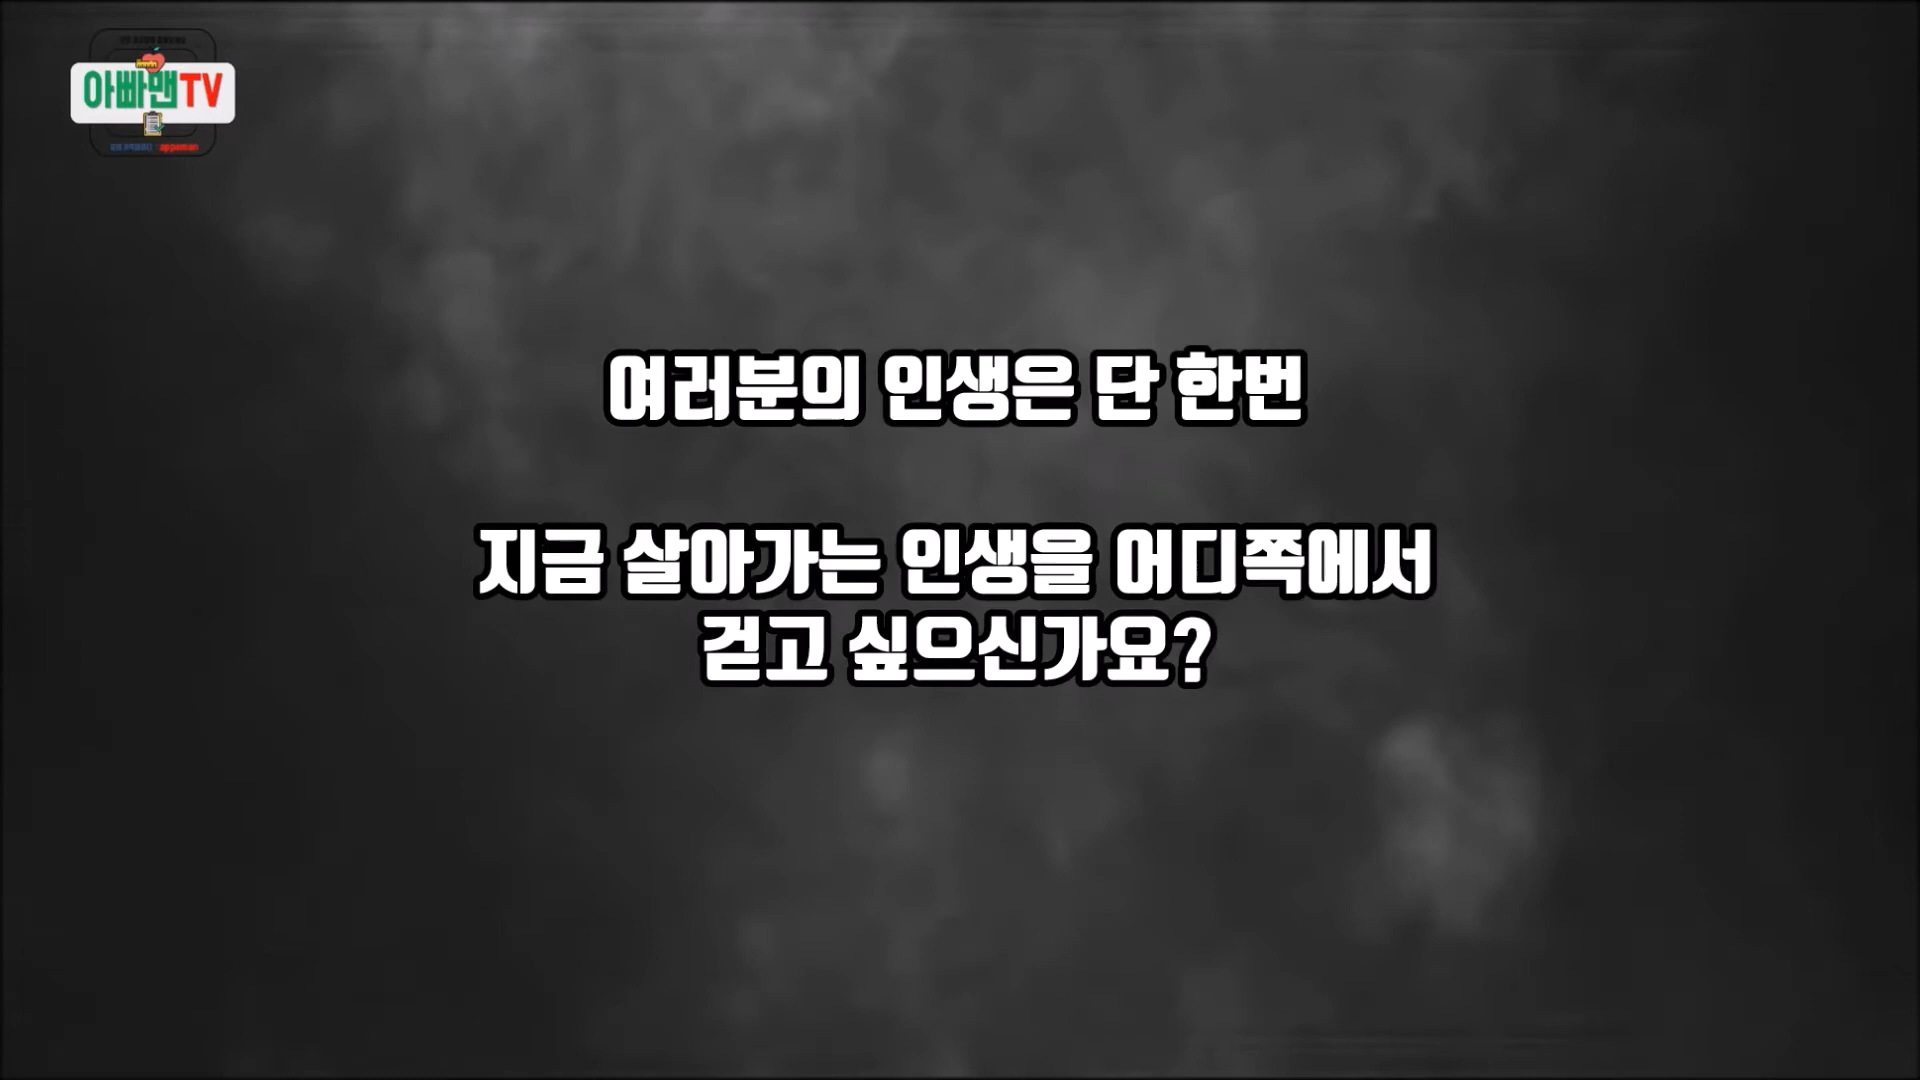 아빠맨TV
appaman
여러분의 인생은 단 한번
지금 살아가는 인생을 어디쪽에서
걷고 싶으신가요?